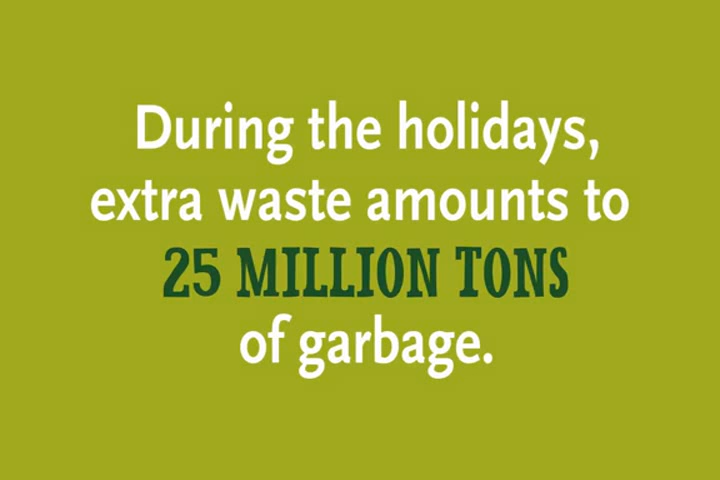 During the holidays,
extra waste amounts to
25 MILLION TONS
of garbage.